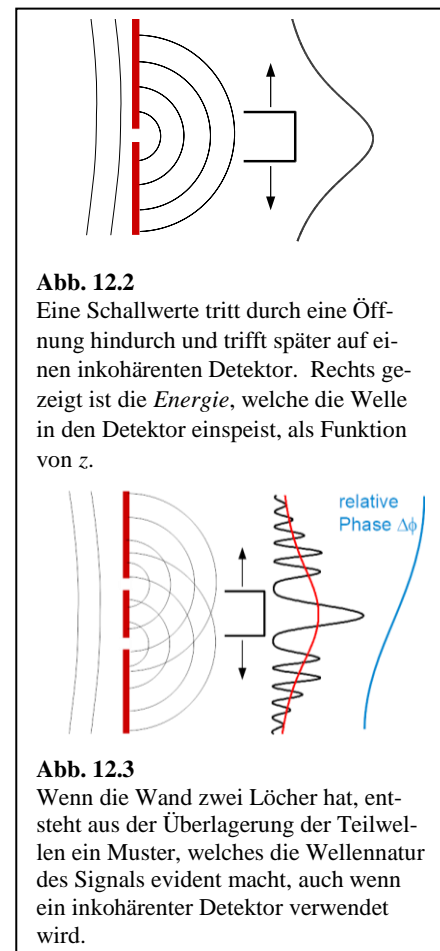 Abb. 12.2
Eine Schallwerte tritt durch eine Öff-
nung hindurch und trifft später auf ei-
nen inkohärenten Detektor. Rechts ge-
zeigt ist die Energie, welche die Welle
in den Detektor einspeist, als Funktion
von z.
relative
Phase Δϕ
Abb. 12.3
Wenn die Wand zwei Löcher hat, ent-
steht aus der Überlagerung der Teilwel-
len ein Muster, welches die Wellennatur
des Signals evident macht, auch wenn
ein inkohärenter Detektor verwendet
wird.